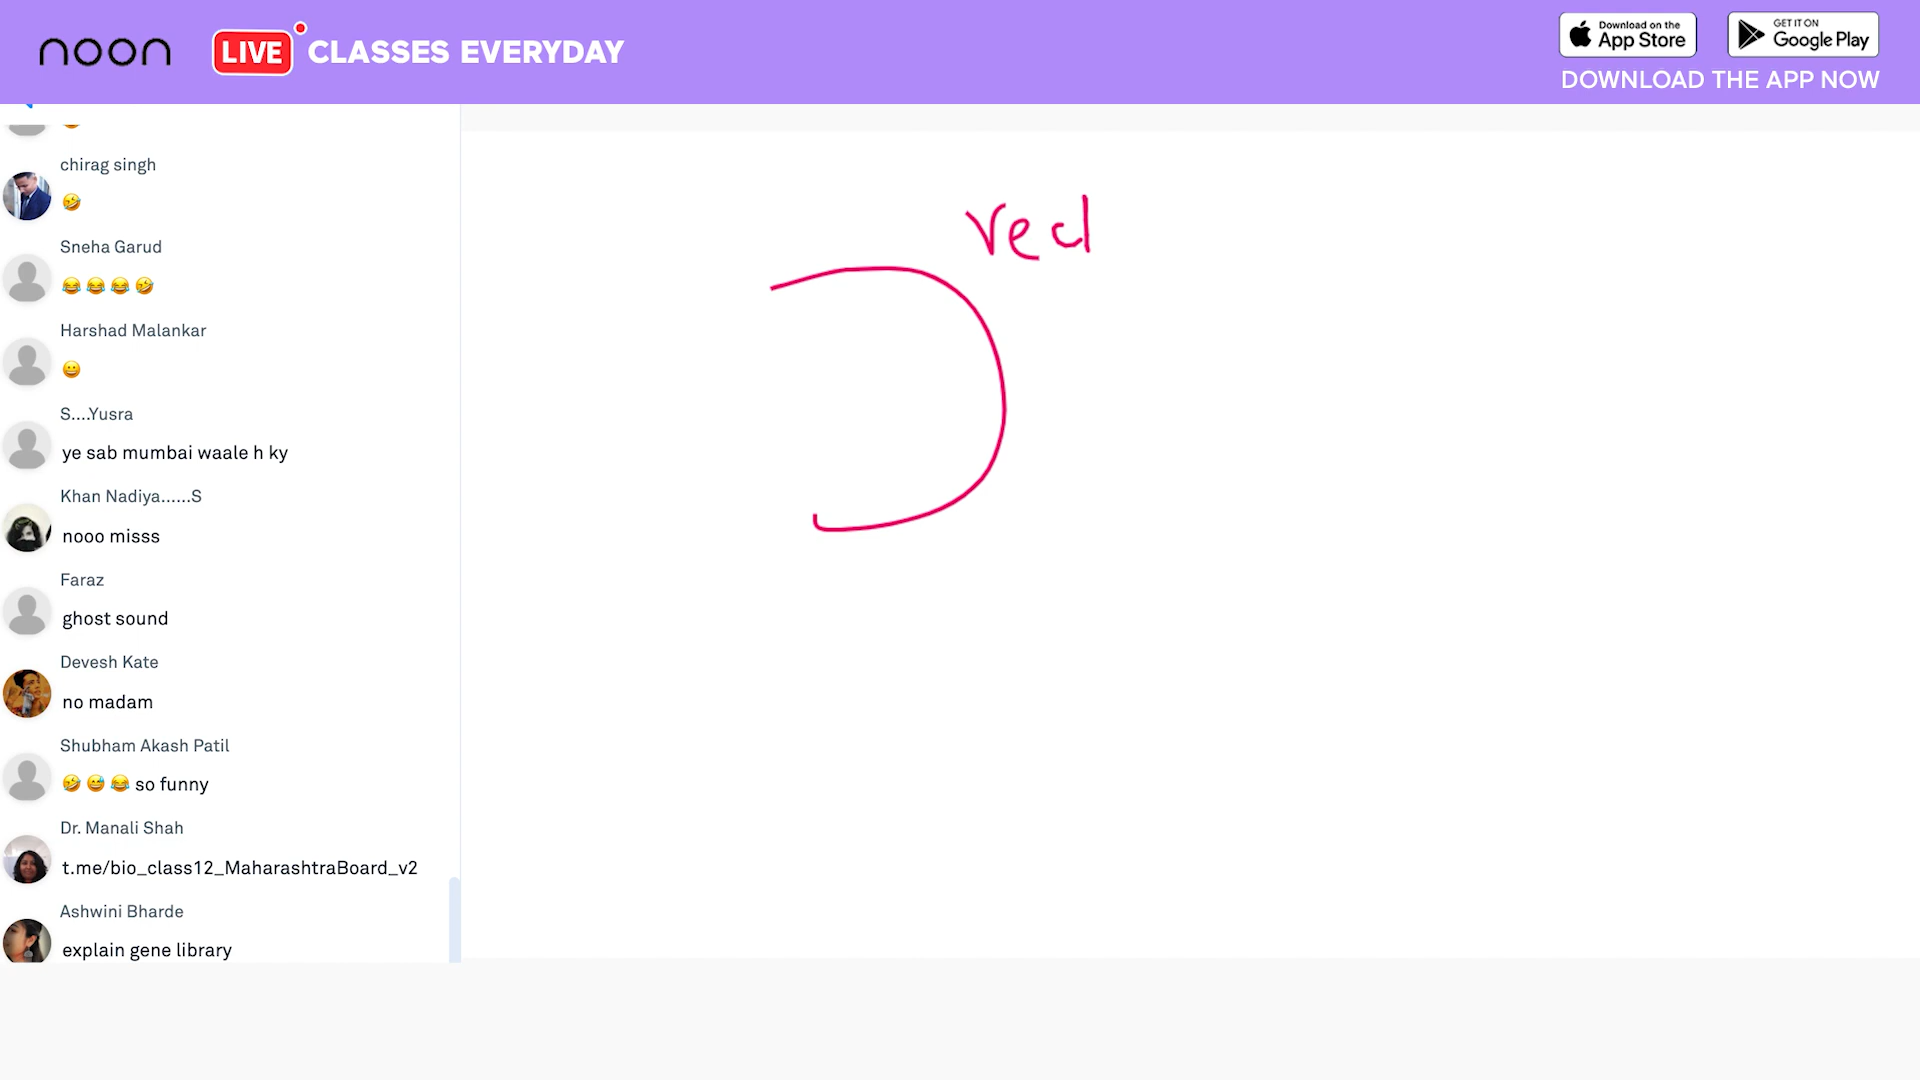 noon LIVE CLASSES EVERYDAY
Download on the App Store
GET IT ON Google Play
DOWNLOAD THE APP NOW
chirag singh
🤣
Sneha Garud
😂 😂 😂 🤣
Harshad Malankar
😀
S....Yusra
ye sab mumbai waale h ky
Khan Nadiya......S
nooo misss
Faraz
ghost sound
Devesh Kate
no madam
Shubham Akash Patil
🤣 😅 😂 so funny
Dr. Manali Shah
t.me/bio_class12_MaharashtraBoard_v2
Ashwini Bharde
explain gene library
red